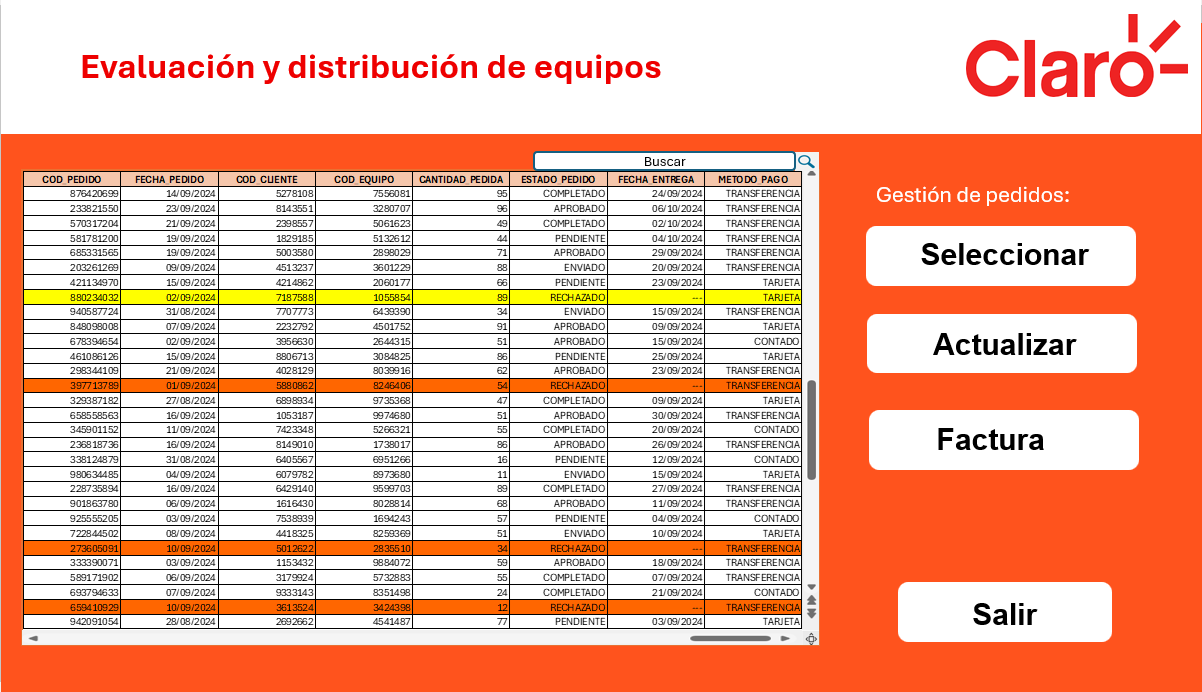 Evaluación y distribución de equipos
Claro
Buscar
COD_PEDIDO FECHA_PEDIDO COD_CLIENTE COD_EQUIPO CANTIDAD_PEDIDA ESTADO_PEDIDO FECHA_ENTREGA METODO_PAGO
876420699 14/09/2024 5278108 7556081 95 COMPLETADO 24/09/2024 TRANSFERENCIA
233821550 23/09/2024 8143551 3280707 96 APROBADO 06/10/2024 TRANSFERENCIA
570317204 21/09/2024 2398557 5061623 49 COMPLETADO 02/10/2024 TRANSFERENCIA
581781200 19/09/2024 1829185 5132612 44 PENDIENTE 04/10/2024 TRANSFERENCIA
685331565 19/09/2024 5003580 2898029 71 APROBADO 29/09/2024 TRANSFERENCIA
203261269 09/09/2024 4513237 3601229 88 ENVIADO 20/09/2024 TRANSFERENCIA
421134970 15/09/2024 4214862 2060177 66 PENDIENTE 23/09/2024 TARJETA
880234032 02/09/2024 7187588 1055854 89 RECHAZADO --- TARJETA
940587724 31/08/2024 7707773 6439390 34 ENVIADO 15/09/2024 TRANSFERENCIA
848098008 07/09/2024 2232792 4501752 91 APROBADO 09/09/2024 TARJETA
678394654 02/09/2024 3956630 2644315 51 APROBADO 15/09/2024 CONTADO
461086126 15/09/2024 8806713 3084825 86 PENDIENTE 25/09/2024 TARJETA
298344109 21/09/2024 4028129 8039916 62 APROBADO 23/09/2024 TRANSFERENCIA
397713789 01/09/2024 5880862 8246406 54 RECHAZADO --- TRANSFERENCIA
329387182 27/08/2024 6898934 9735368 47 COMPLETADO 09/09/2024 TARJETA
658558563 16/09/2024 1053187 9974680 51 APROBADO 30/09/2024 TRANSFERENCIA
345901152 11/09/2024 7423348 5266321 55 COMPLETADO 20/09/2024 CONTADO
236818736 16/09/2024 8149010 1738017 86 APROBADO 26/09/2024 TRANSFERENCIA
338124879 31/08/2024 6405567 6951266 16 PENDIENTE 12/09/2024 CONTADO
980634485 04/09/2024 6079782 8973680 11 ENVIADO 15/09/2024 TARJETA
228735894 16/09/2024 6429140 9599703 89 COMPLETADO 27/09/2024 TRANSFERENCIA
901863780 06/09/2024 1616430 8028814 68 APROBADO 11/09/2024 TRANSFERENCIA
925555205 03/09/2024 7538939 1694243 57 PENDIENTE 04/09/2024 CONTADO
722844502 08/09/2024 4418325 8259369 51 ENVIADO 10/09/2024 TARJETA
273605091 10/09/2024 5012622 2835510 34 RECHAZADO --- TRANSFERENCIA
333390071 03/09/2024 1153432 9884072 59 APROBADO 18/09/2024 TRANSFERENCIA
589171902 06/09/2024 3179924 5732883 55 COMPLETADO 07/09/2024 TRANSFERENCIA
693794633 07/09/2024 9333143 8351498 24 COMPLETADO 21/09/2024 CONTADO
659410929 10/09/2024 3613524 3424398 12 RECHAZADO --- TRANSFERENCIA
942091054 28/08/2024 2692662 4541487 77 PENDIENTE 03/09/2024 TARJETA
Gestión de pedidos:
Seleccionar
Actualizar
Factura
Salir